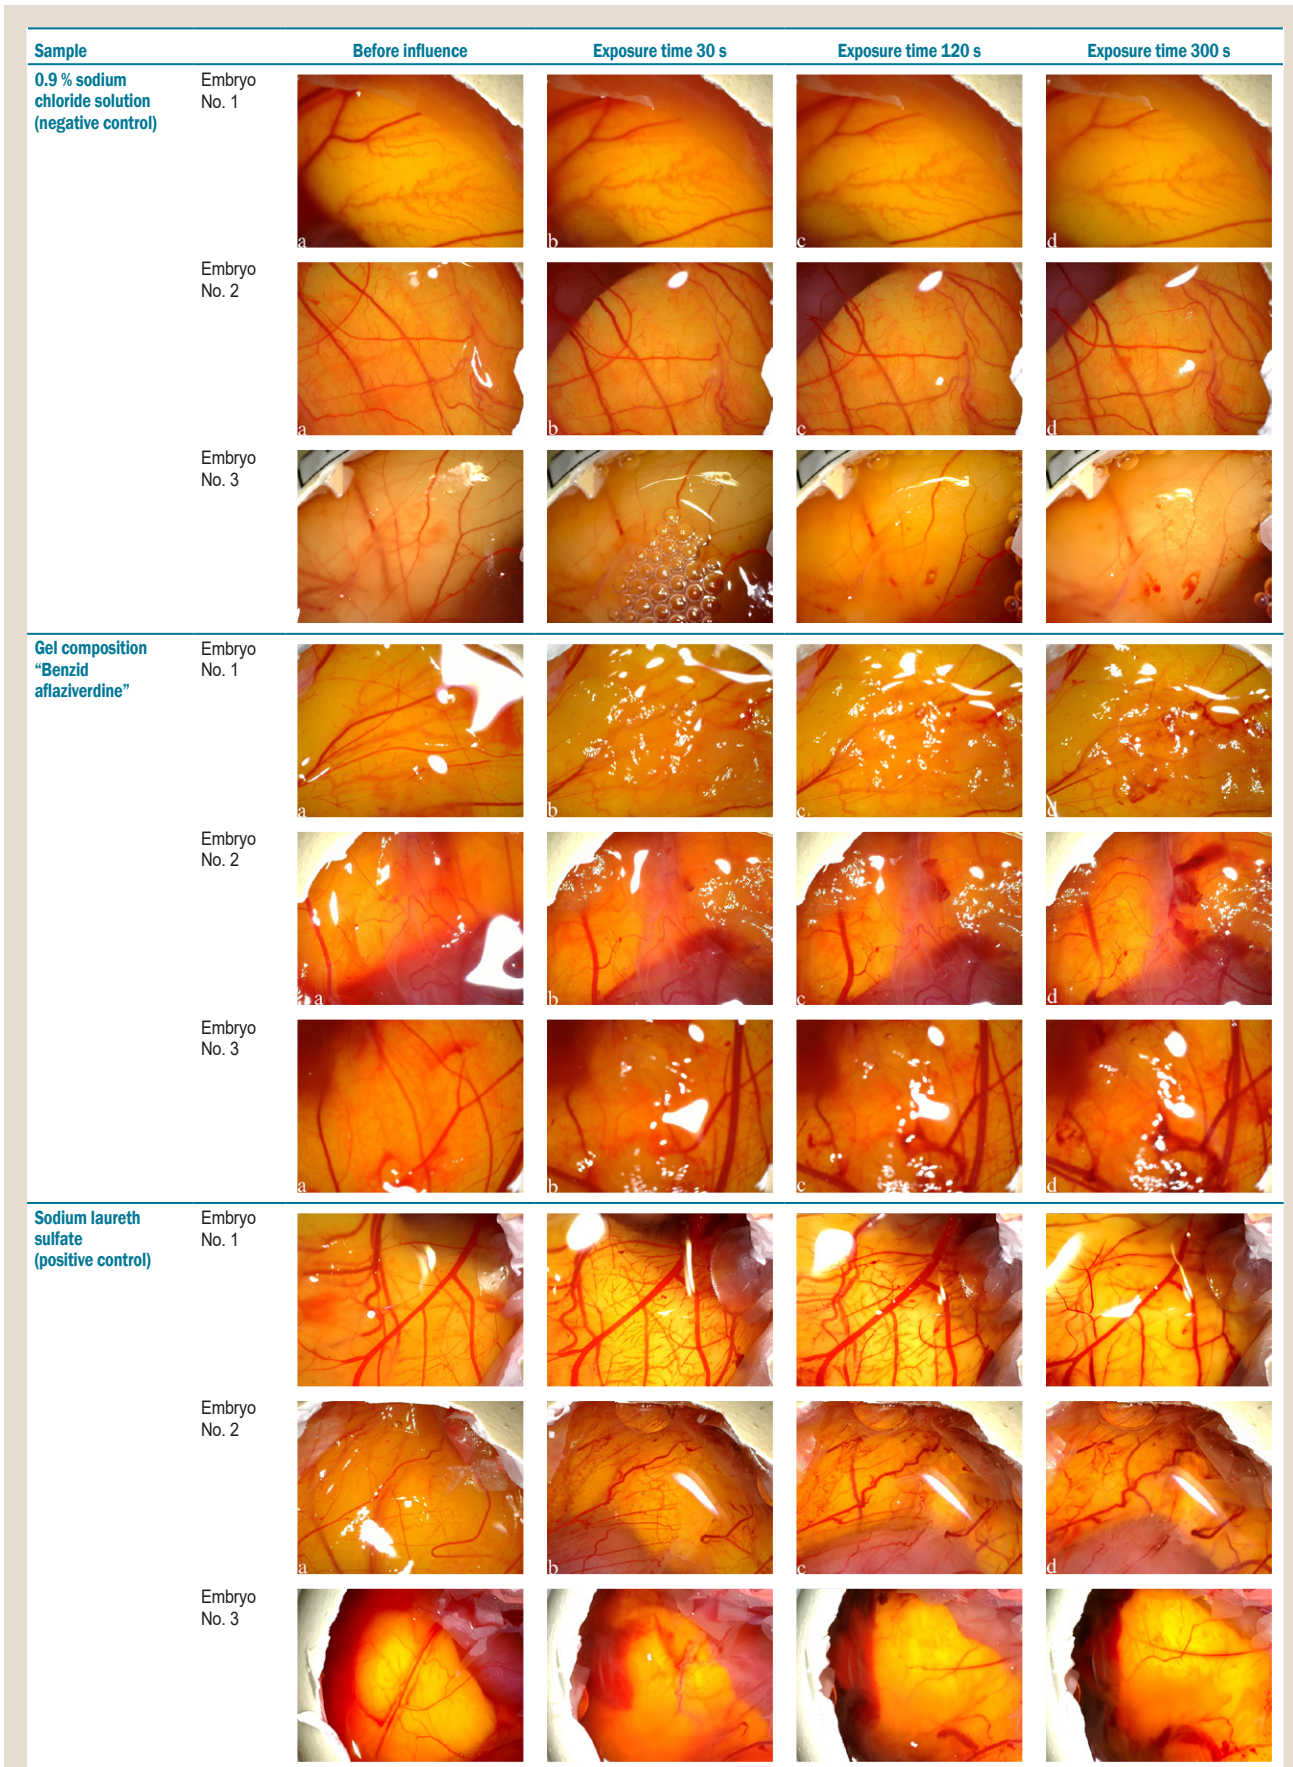 Sample Before influence Exposure time 30 s Exposure time 120 s Exposure time 300 s
0.9 % sodium
chloride solution
(negative control)
Embryo
No. 1
a b c d
Embryo
No. 2
a b c d
Embryo
No. 3
Gel composition
“Benzid
aflaziverdine”
Embryo
No. 1
a b c d
Embryo
No. 2
a a b c d
Embryo
No. 3
a b c d
Sodium laureth
sulfate
(positive control)
Embryo
No. 1
Embryo
No. 2
a b c d
Embryo
No. 3